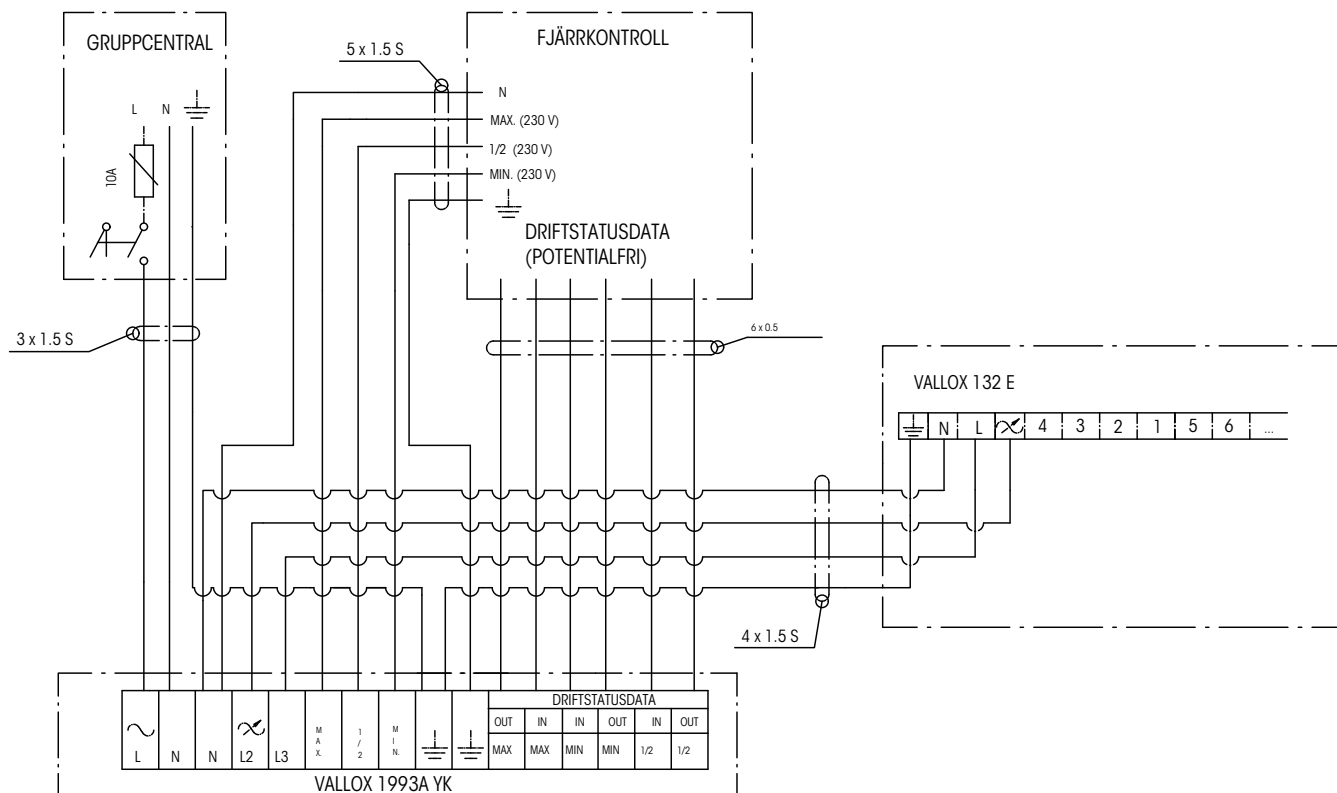 GRUPPCENTRAL
L N
10A
3 x 1.5 S
5 x 1.5 S
FJÄRRKONTROLL
N
MAX. (230 V)
1/2 (230 V)
MIN. (230 V)
DRIFTSTATUSDATA
(POTENTIALFRI)
6 x 0.5
VALLOX 132 E
N L 4 3 2 1 5 6 ...
4 x 1.5 S
DRIFTSTATUSDATA
OUT IN IN OUT IN OUT
L N N L2 L3 MAX. 1/2 MIN. MAX MAX MIN MIN 1/2 1/2
VALLOX 1993A YK